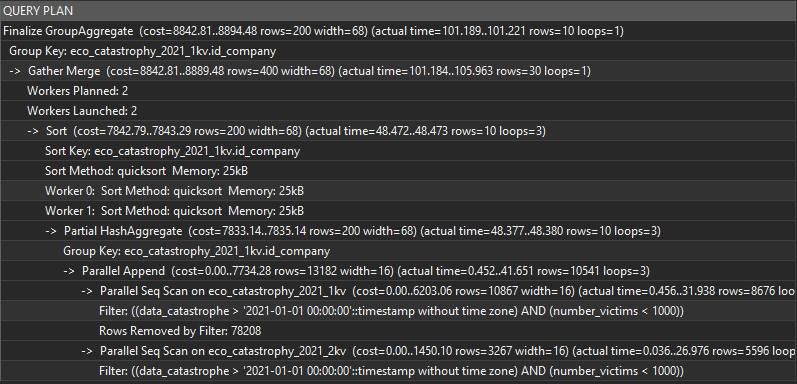 QUERY PLAN
Finalize GroupAggregate (cost=8842.81..8894.48 rows=200 width=68) (actual time=101.189..101.221 rows=10 loops=1)
Group Key: eco_catastrophy_2021_1kv.id_company
-> Gather Merge (cost=8842.81..8889.48 rows=400 width=68) (actual time=101.184..105.963 rows=30 loops=1)
Workers Planned: 2
Workers Launched: 2
-> Sort (cost=7842.79..7843.29 rows=200 width=68) (actual time=48.472..48.473 rows=10 loops=3)
Sort Key: eco_catastrophy_2021_1kv.id_company
Sort Method: quicksort Memory: 25kB
Worker 0: Sort Method: quicksort Memory: 25kB
Worker 1: Sort Method: quicksort Memory: 25kB
-> Partial HashAggregate (cost=7833.14..7835.14 rows=200 width=68) (actual time=48.377..48.380 rows=10 loops=3)
Group Key: eco_catastrophy_2021_1kv.id_company
-> Parallel Append (cost=0.00..7734.28 rows=13182 width=16) (actual time=0.452..41.651 rows=10541 loops=3)
-> Parallel Seq Scan on eco_catastrophy_2021_1kv (cost=0.00..6203.06 rows=10867 width=16) (actual time=0.456..31.938 rows=8676 loo
Filter: ((data_catastrophe > '2021-01-01 00:00:00'::timestamp without time zone) AND (number_victims < 1000))
Rows Removed by Filter: 78208
-> Parallel Seq Scan on eco_catastrophy_2021_2kv (cost=0.00..1450.10 rows=3267 width=16) (actual time=0.036..26.976 rows=5596 loop
Filter: ((data_catastrophe > '2021-01-01 00:00:00'::timestamp without time zone) AND (number_victims < 1000))